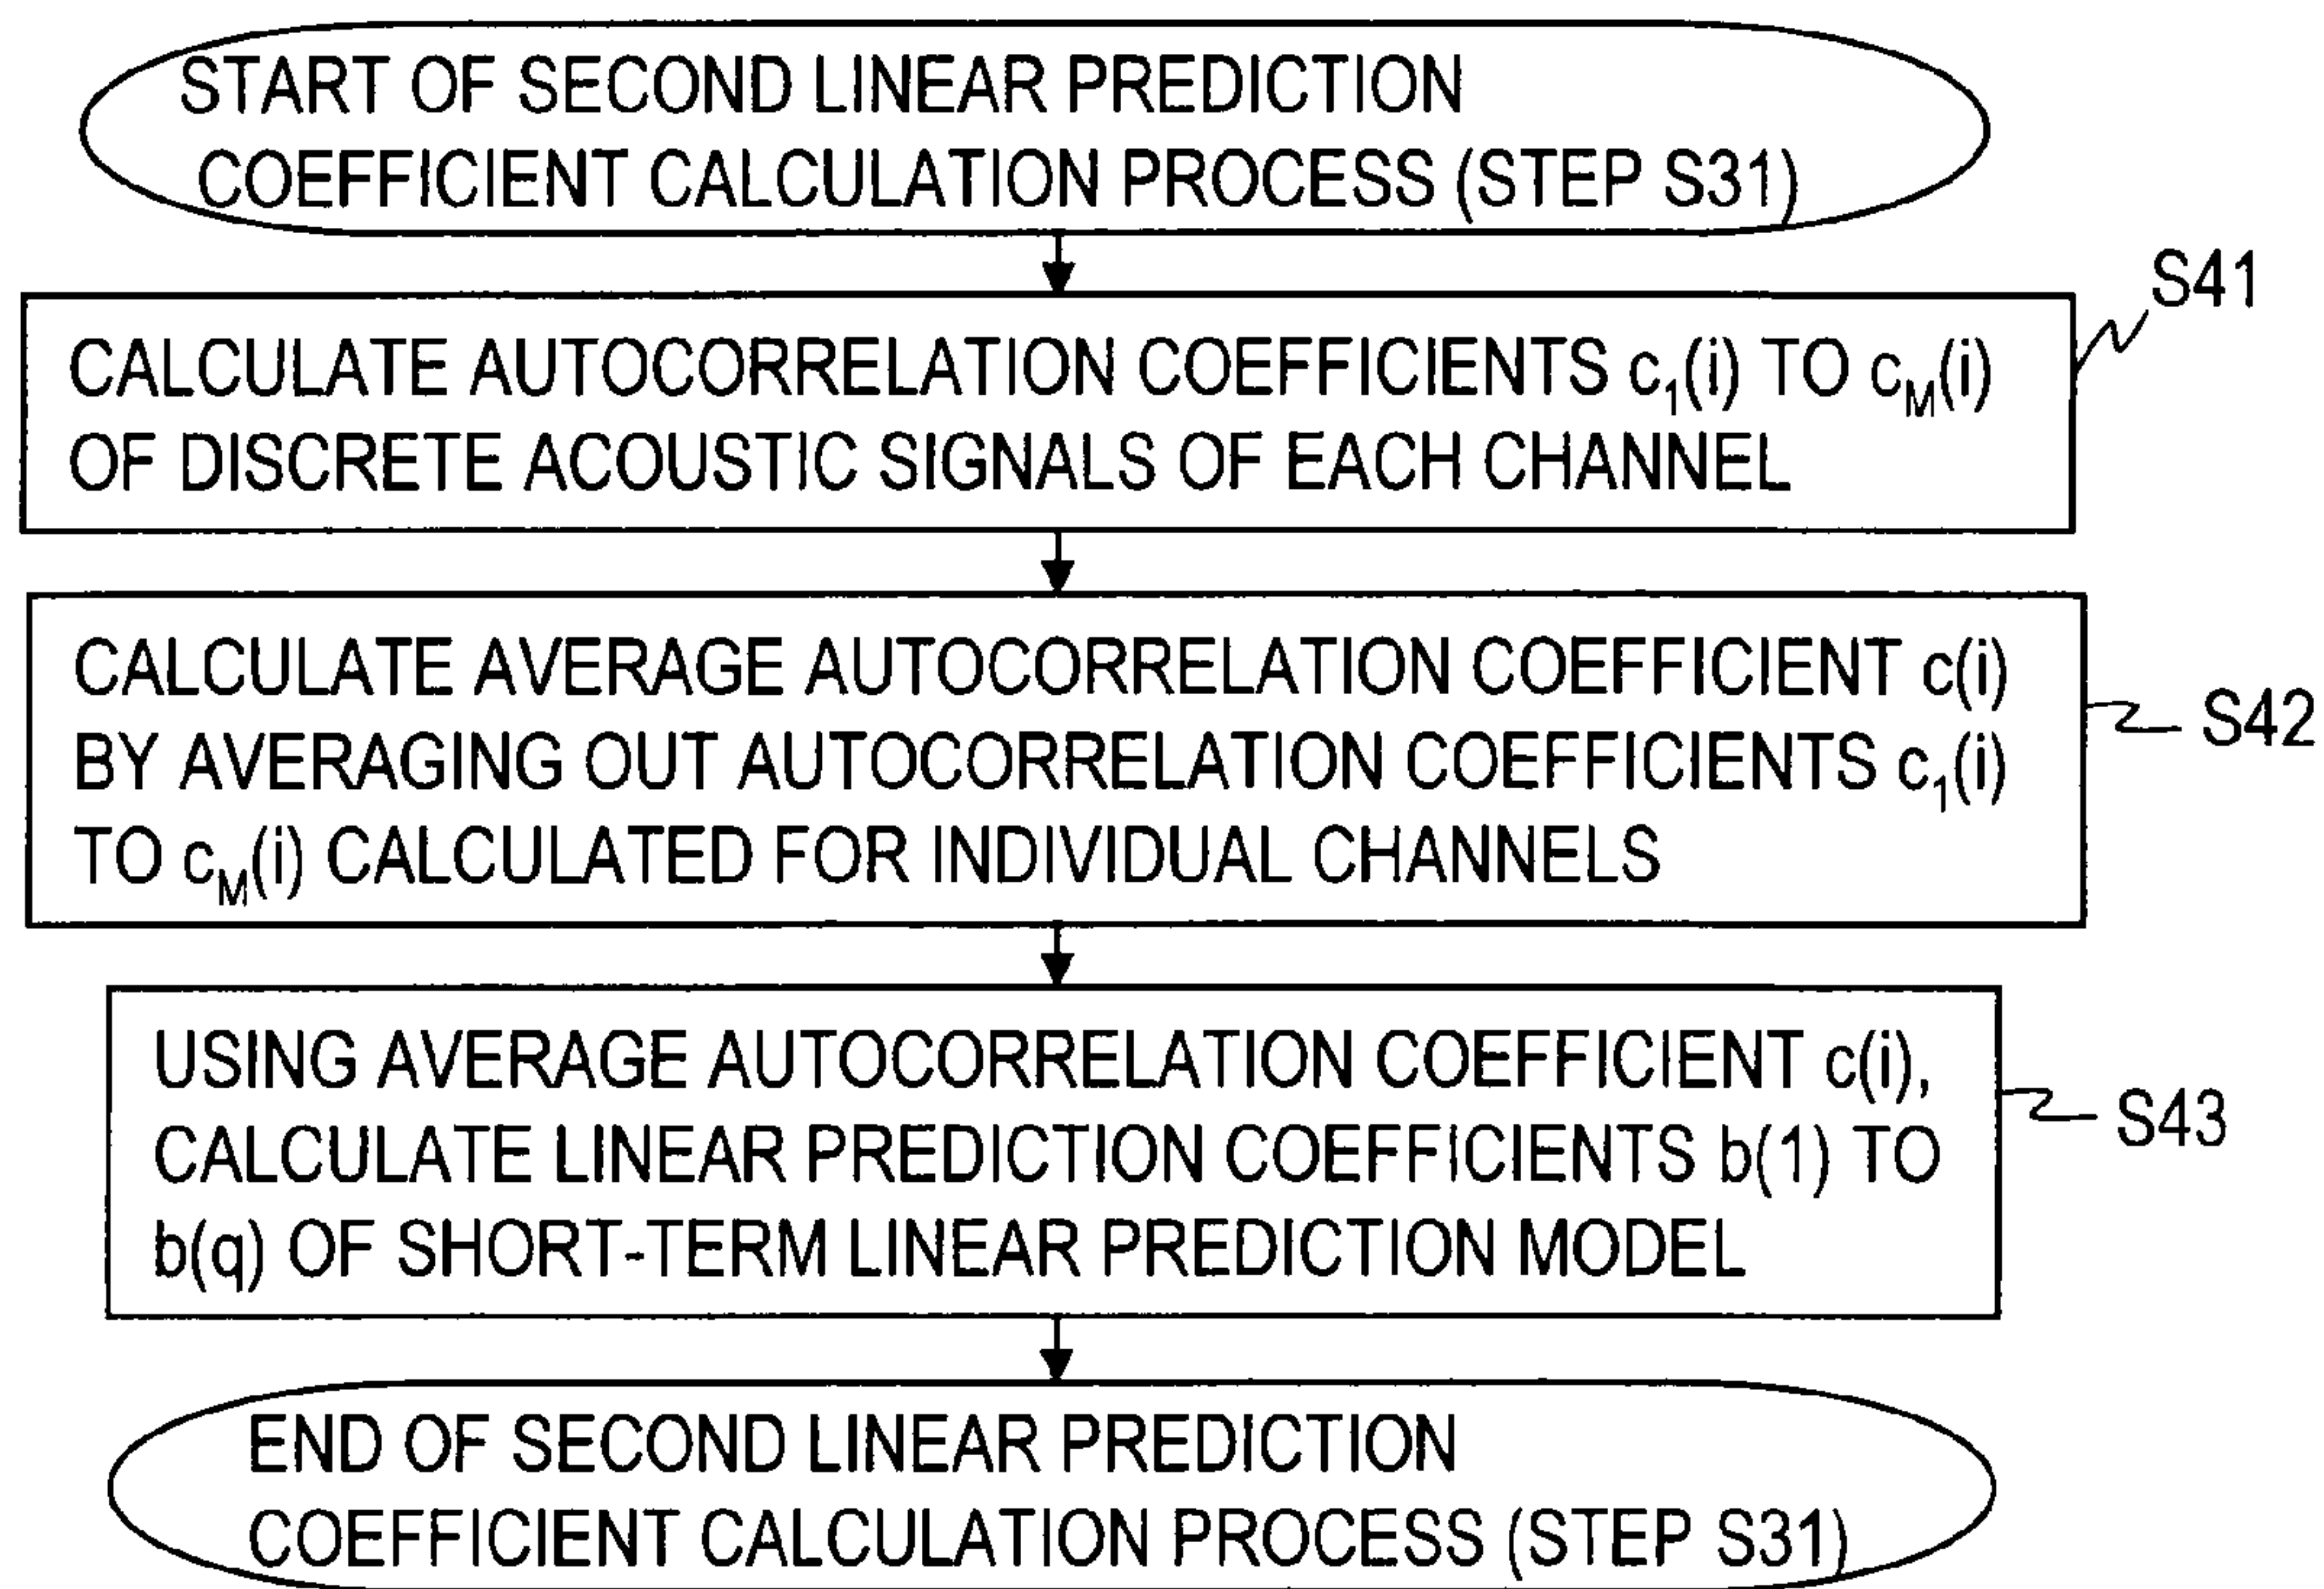 START OF SECOND LINEAR PREDICTION
COEFFICIENT CALCULATION PROCESS (STEP S31)
S41
CALCULATE AUTOCORRELATION COEFFICIENTS c₁(i) TO c_M(i)
OF DISCRETE ACOUSTIC SIGNALS OF EACH CHANNEL
CALCULATE AVERAGE AUTOCORRELATION COEFFICIENT c(i)
BY AVERAGING OUT AUTOCORRELATION COEFFICIENTS c₁(i)
TO c_M(i) CALCULATED FOR INDIVIDUAL CHANNELS
S42
USING AVERAGE AUTOCORRELATION COEFFICIENT c(i),
CALCULATE LINEAR PREDICTION COEFFICIENTS b(1) TO
b(q) OF SHORT-TERM LINEAR PREDICTION MODEL
S43
END OF SECOND LINEAR PREDICTION
COEFFICIENT CALCULATION PROCESS (STEP S31)